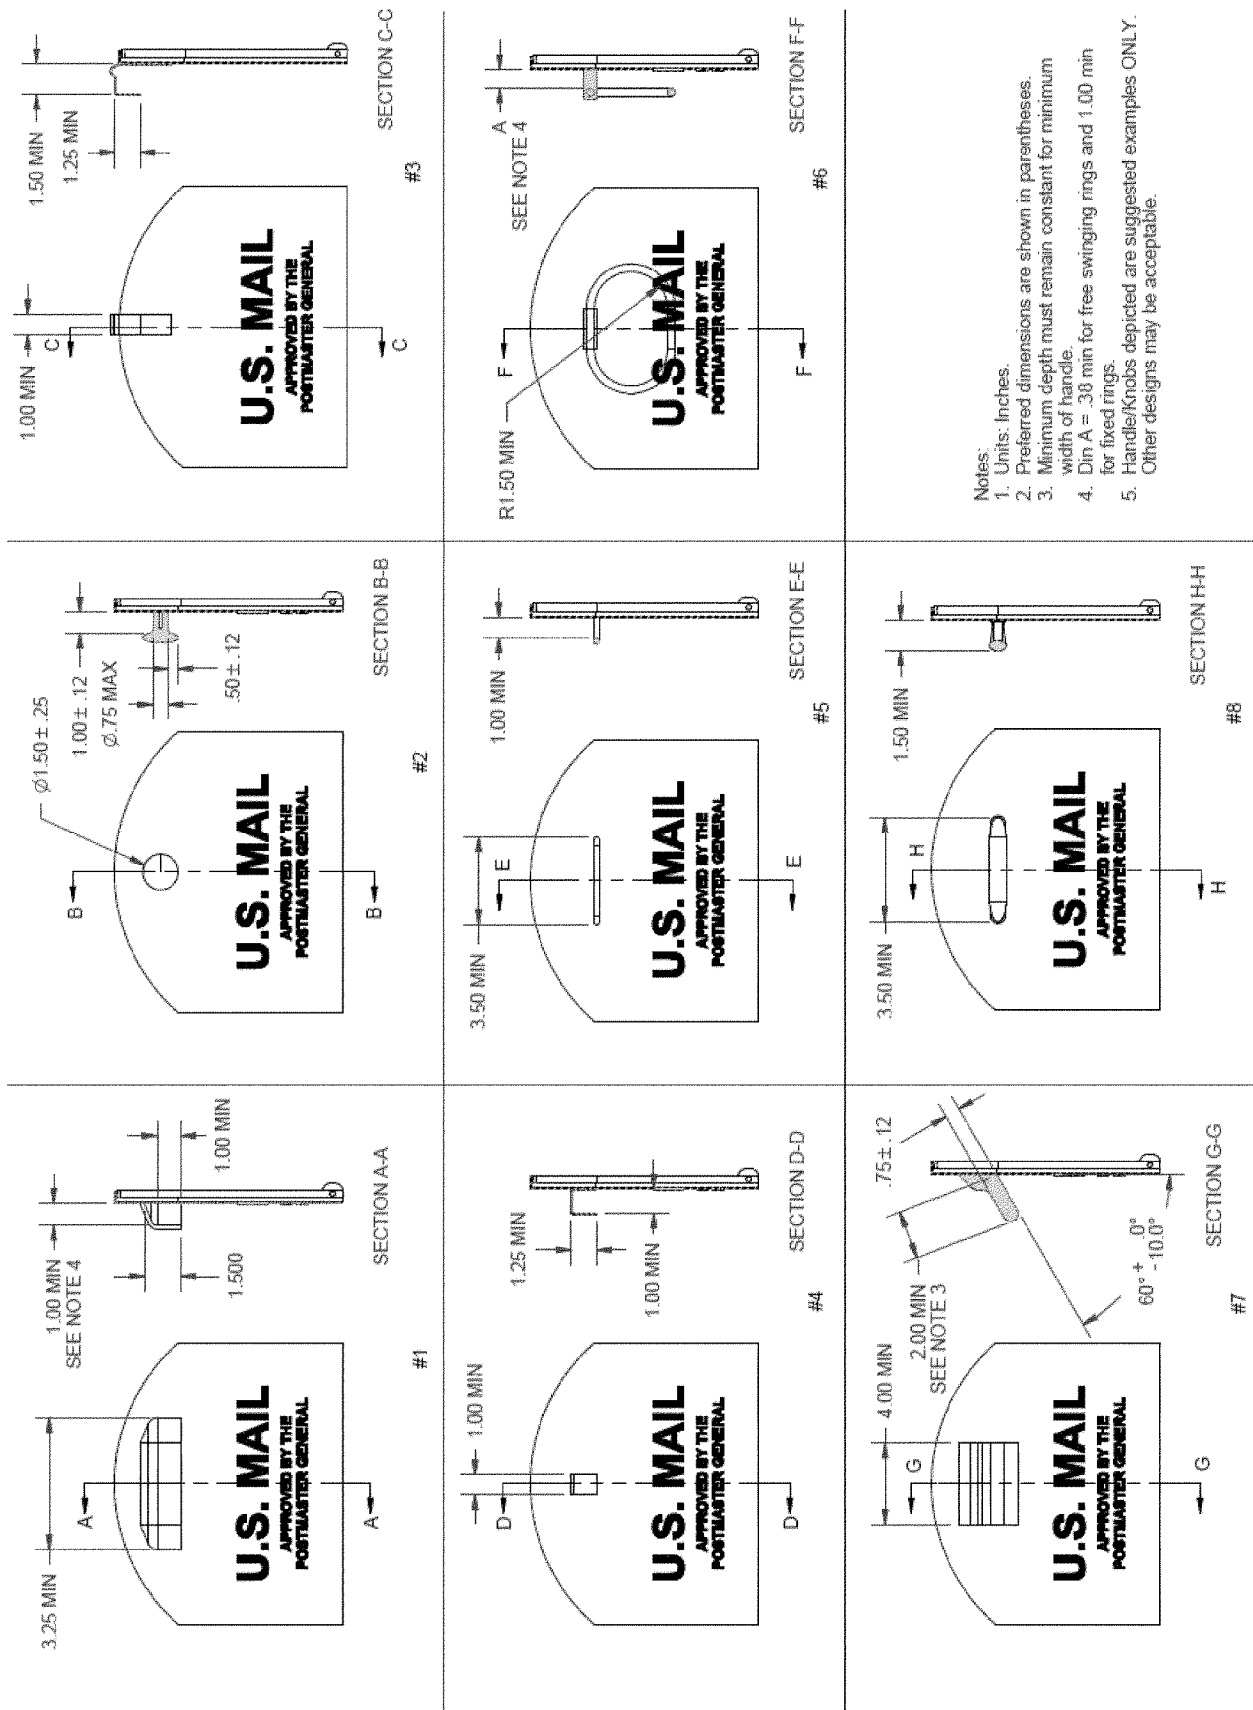 3.25 MIN
A
A
U.S. MAIL
APPROVED BY THE
POSTMASTER GENERAL
1.00 MIN
SEE NOTE 4
1.500
1.00 MIN
SECTION A-A
#1
Ø1.50 ± .25
B
B
U.S. MAIL
APPROVED BY THE
POSTMASTER GENERAL
1.00 ± .12
Ø.75 MAX
.50 ± .12
SECTION B-B
#2
1.00 MIN
C
C
U.S. MAIL
APPROVED BY THE
POSTMASTER GENERAL
1.50 MIN
1.25 MIN
SECTION C-C
#3
1.00 MIN
D
D
U.S. MAIL
APPROVED BY THE
POSTMASTER GENERAL
1.25 MIN
1.00 MIN
SECTION D-D
#4
3.50 MIN
E
E
U.S. MAIL
APPROVED BY THE
POSTMASTER GENERAL
1.00 MIN
SECTION E-E
#5
R1.50 MIN
F
F
U.S. MAIL
APPROVED BY THE
POSTMASTER GENERAL
A
SEE NOTE 4
SECTION F-F
#6
4.00 MIN
G
G
U.S. MAIL
APPROVED BY THE
POSTMASTER GENERAL
2.00 MIN
SEE NOTE 3
.75 ± .12
60° + .0°
- 10.0°
SECTION G-G
#7
3.50 MIN
H
H
U.S. MAIL
APPROVED BY THE
POSTMASTER GENERAL
1.50 MIN
SECTION H-H
#8
Notes:
1. Units: Inches.
2. Preferred dimensions are shown in parentheses.
3. Minimum depth must remain constant for minimum
width of handle.
4. Din A = .38 min for free swinging rings and 1.00 min
for fixed rings.
5. Handle/Knobs depicted are suggested examples ONLY.
Other designs may be acceptable.